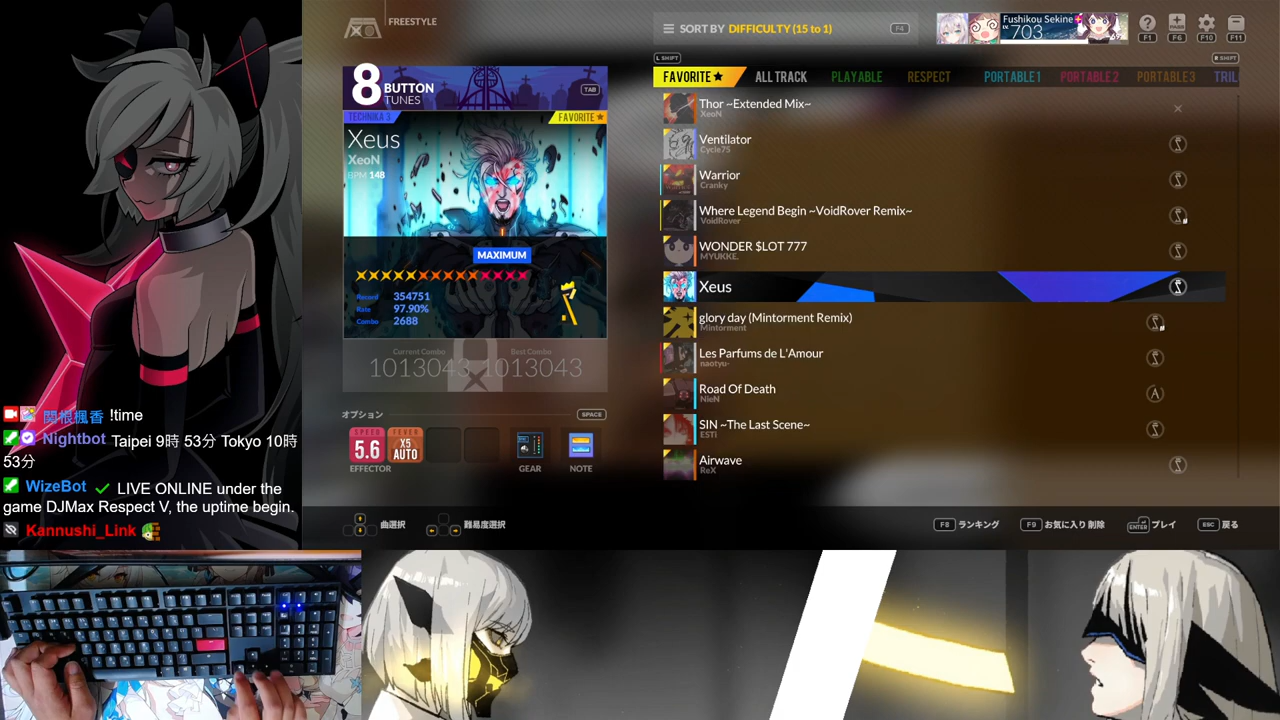 FREESTYLE
SORT BY DIFFICULTY (15 to 1)
F4
Fushikou Sekine
LV. 703
F1
F6
F10
F11
L SHIFT
R SHIFT
FAVORITE★
ALL TRACK
PLAYABLE
RESPECT
PORTABLE1
PORTABLE2
PORTABLE3
TRIL
8 BUTTON
TUNES
TAB
TECHNIKA 3
FAVORITE★
Xeus
XeoN
BPM 148
MAXIMUM
Record 354751
Rate 97.90%
Combo 2688
Current Combo
Best Combo
1013043
1013043
オプション
SPACE
SPEED
5.6
FEVER
X5
AUTO
EFFECTOR
GEAR
NOTE
Thor ~Extended Mix~
XeoN
Ventilator
Cycle75
Warrior
Cranky
Where Legend Begin ~VoidRover Remix~
VoidRover
WONDER $LOT 777
MYUKKE.
Xeus
glory day (Mintorment Remix)
Mintorment
Les Parfums de L'Amour
naotyu-
Road Of Death
NieN
SIN ~The Last Scene~
ESTi
Airwave
ReX
曲選択
難易度選択
F8 ランキング
F9 お気に入り削除
ENTER プレイ
ESC 戻る
関根楓香 !time
Nightbot Taipei 9時 53分 Tokyo 10時
53分
WizeBot LIVE ONLINE under the
game DJMax Respect V, the uptime begin.
Kannushi_Link